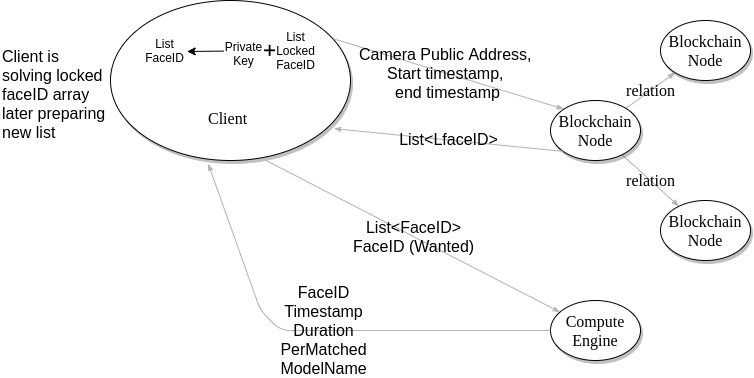 List
FaceID
Private
Key
List
Locked
FaceID
Client is
solving locked
faceID array
later preparing
new list
Client
Camera Public Address,
Start timestamp,
end timestamp
List<LfaceID>
Blockchain
Node
relation
Blockchain
Node
relation
Blockchain
Node
List<FaceID>
FaceID (Wanted)
FaceID
Timestamp
Duration
PerMatched
ModelName
Compute
Engine